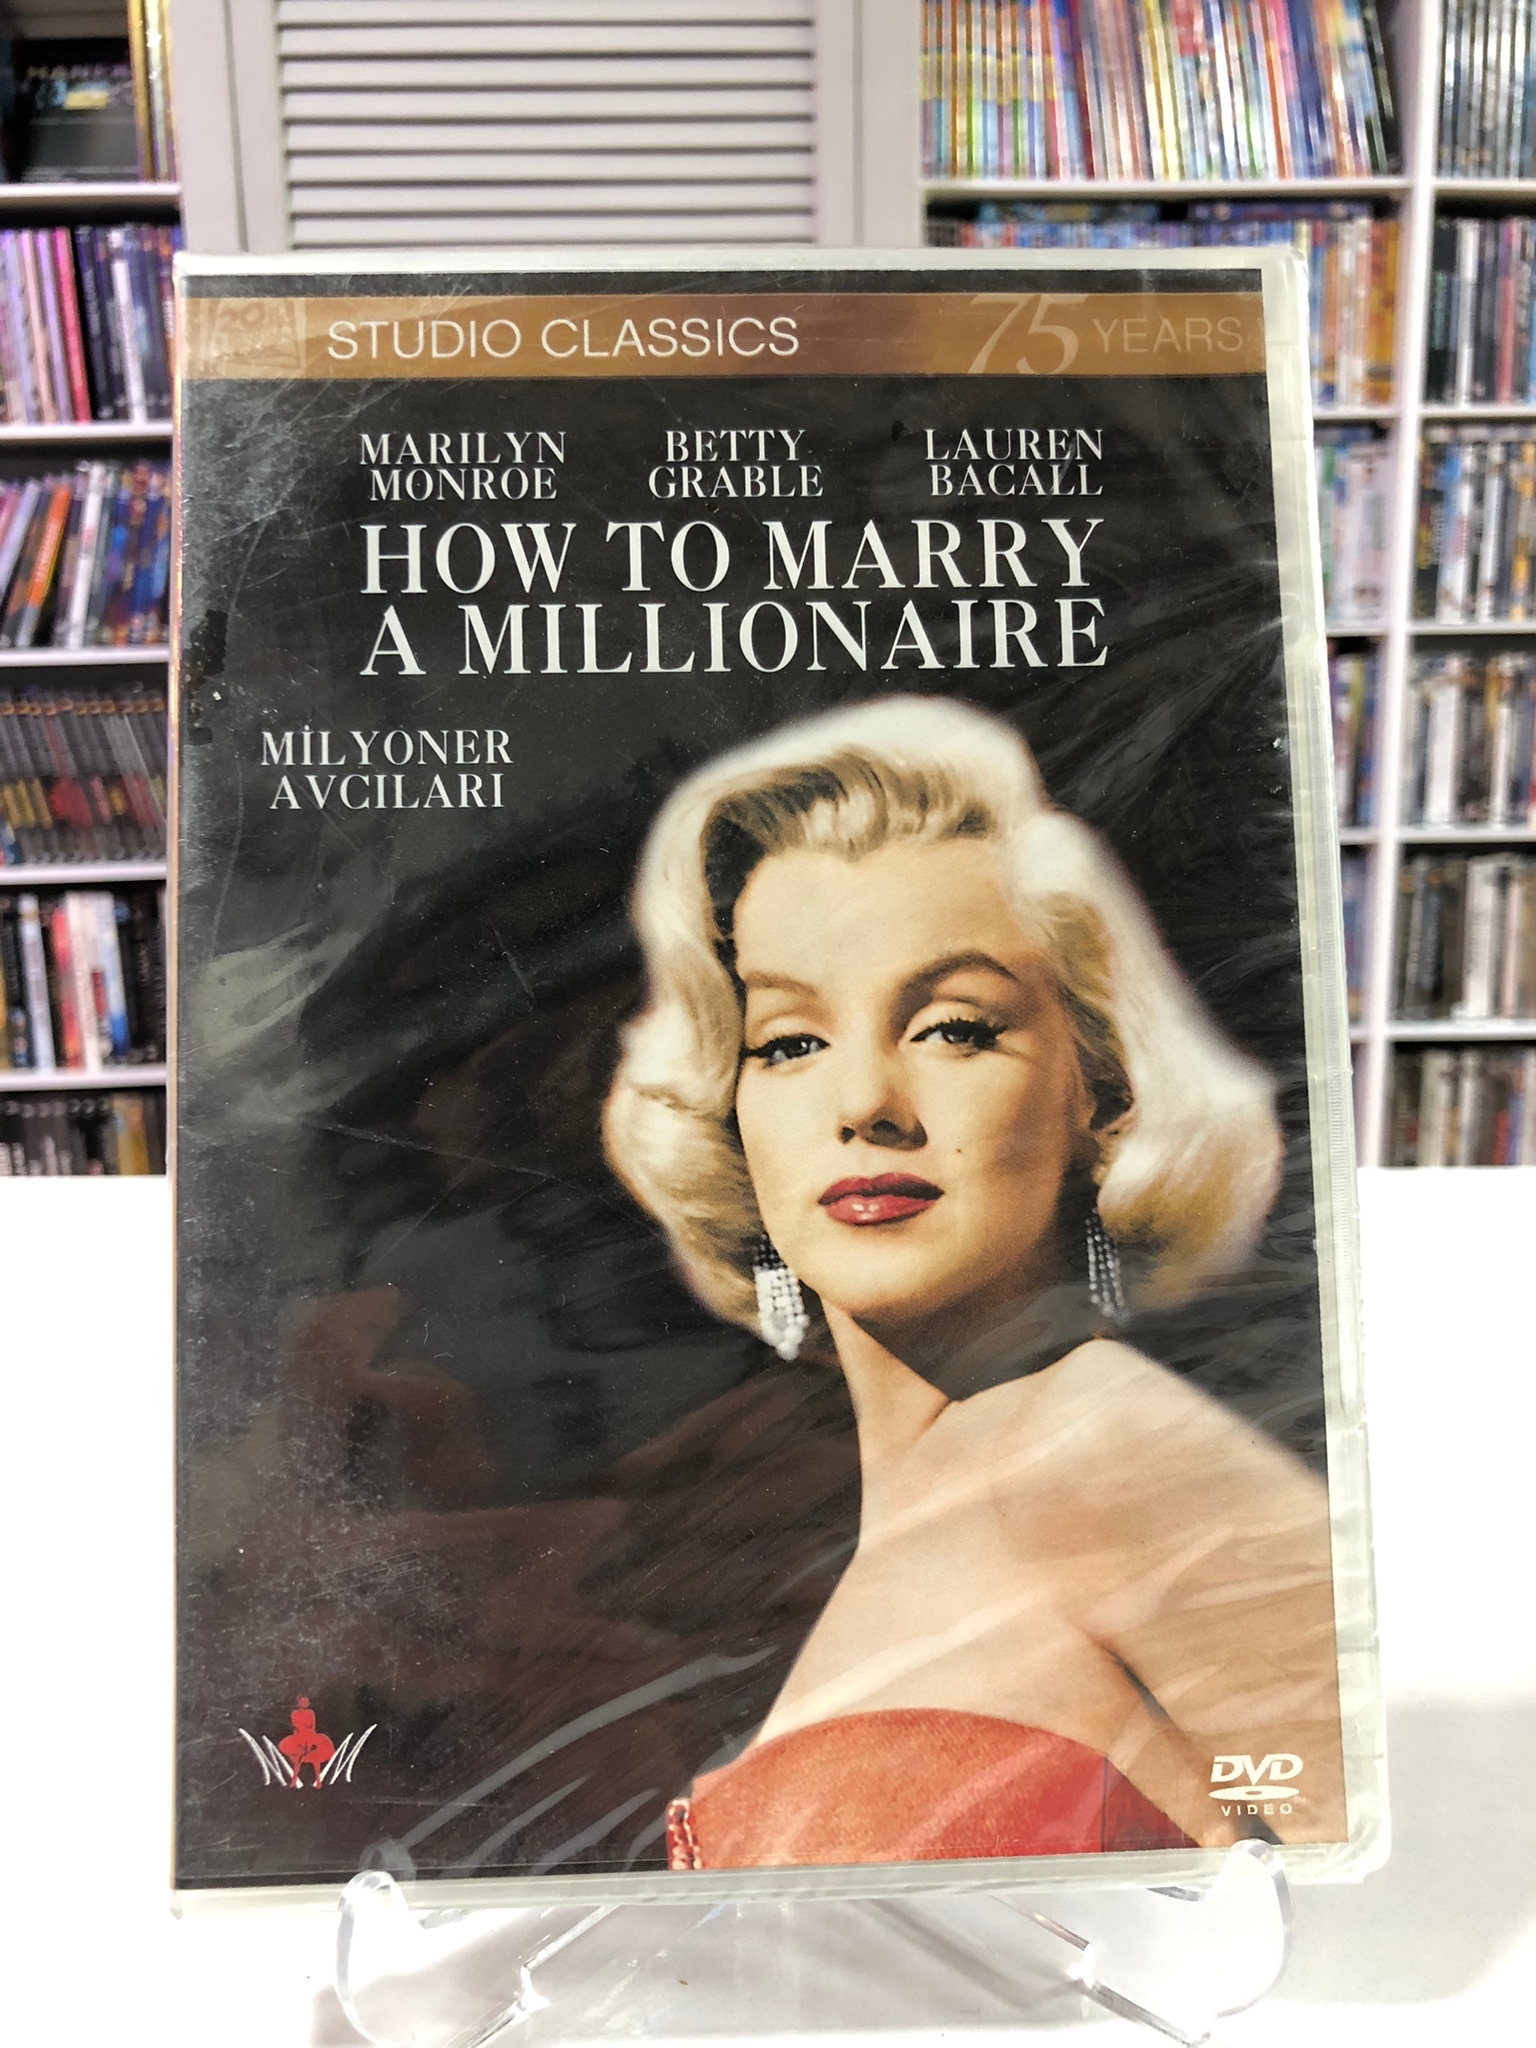 STUDIO CLASSICS 75 YEARS
MARILYN BETTY LAUREN
MONROE GRABLE BACALL
HOW TO MARRY
A MILLIONAIRE
MİLYONER
AVCILARI
MM
DVD
VIDEO